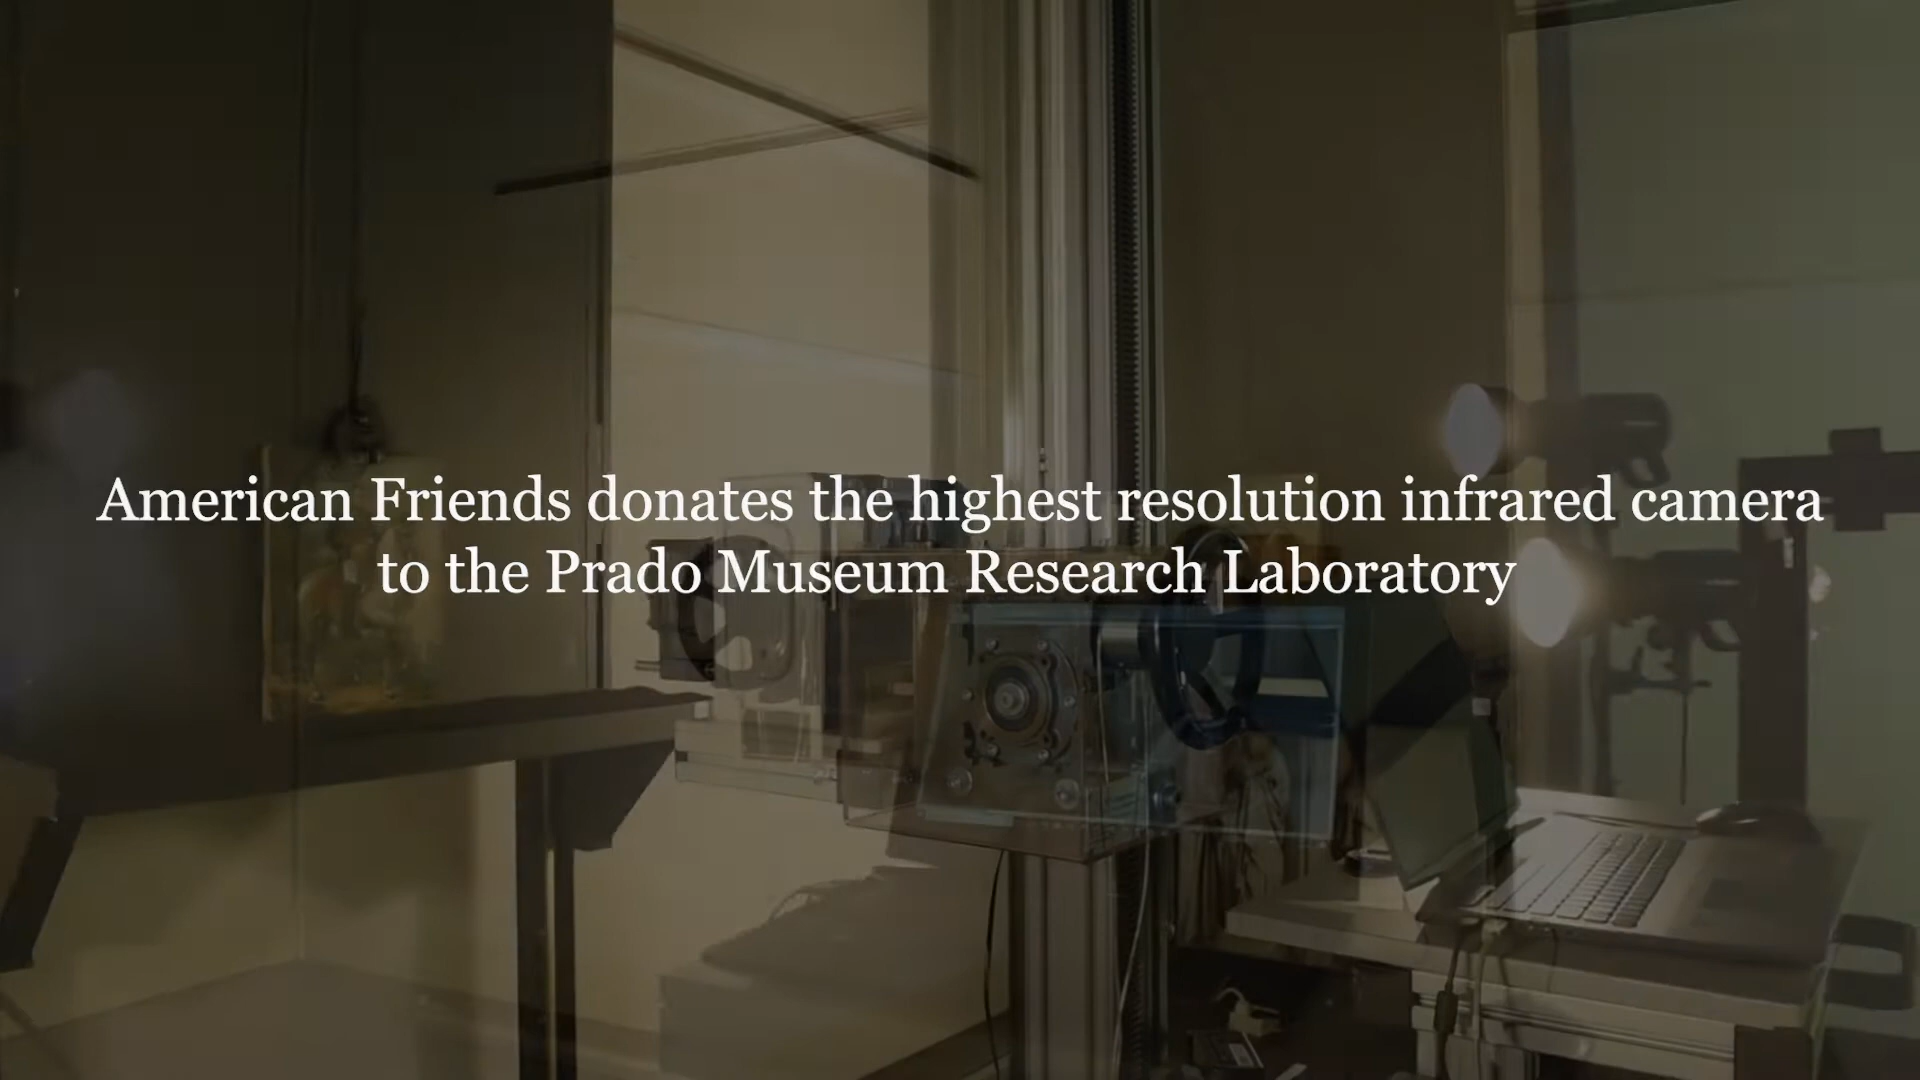 American Friends donates the highest resolution infrared camera
to the Prado Museum Research Laboratory